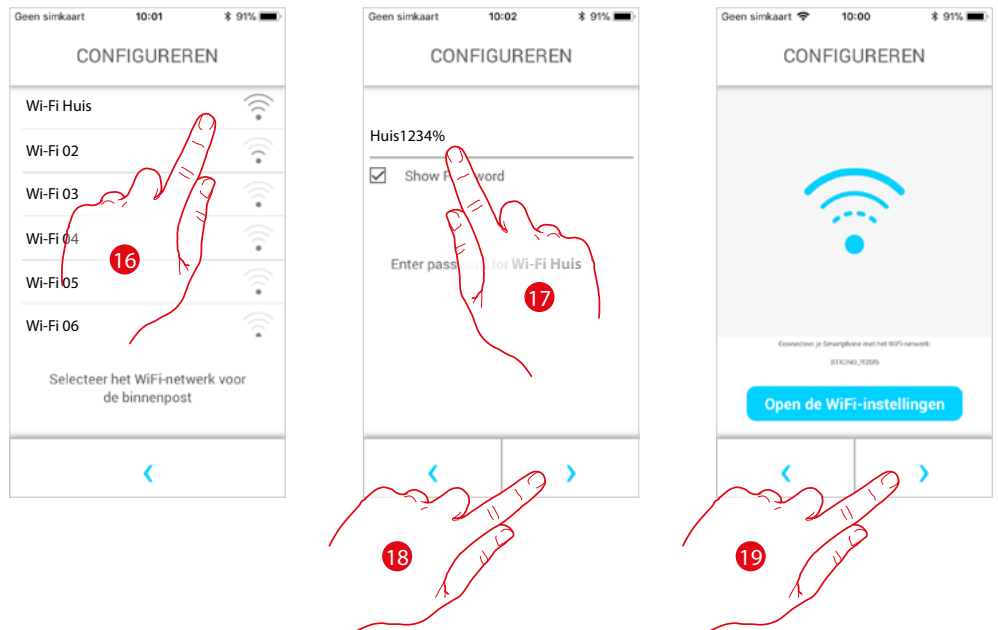 Geen simkaart 10:01 91%
CONFIGUREREN
Wi-Fi Huis
Wi-Fi 02
Wi-Fi 03
Wi-Fi 04
Wi-Fi 05
Wi-Fi 06
16
Selecteer het WiFi-netwerk voor
de binnenpost
Geen simkaart 10:02 91%
CONFIGUREREN
Huis1234%
Show Password
Enter password for Wi-Fi Huis
17
18
Geen simkaart 10:00 91%
CONFIGUREREN
Connecteer je Smartphone met het WiFi-netwerk:
Open de WiFi-instellingen
19